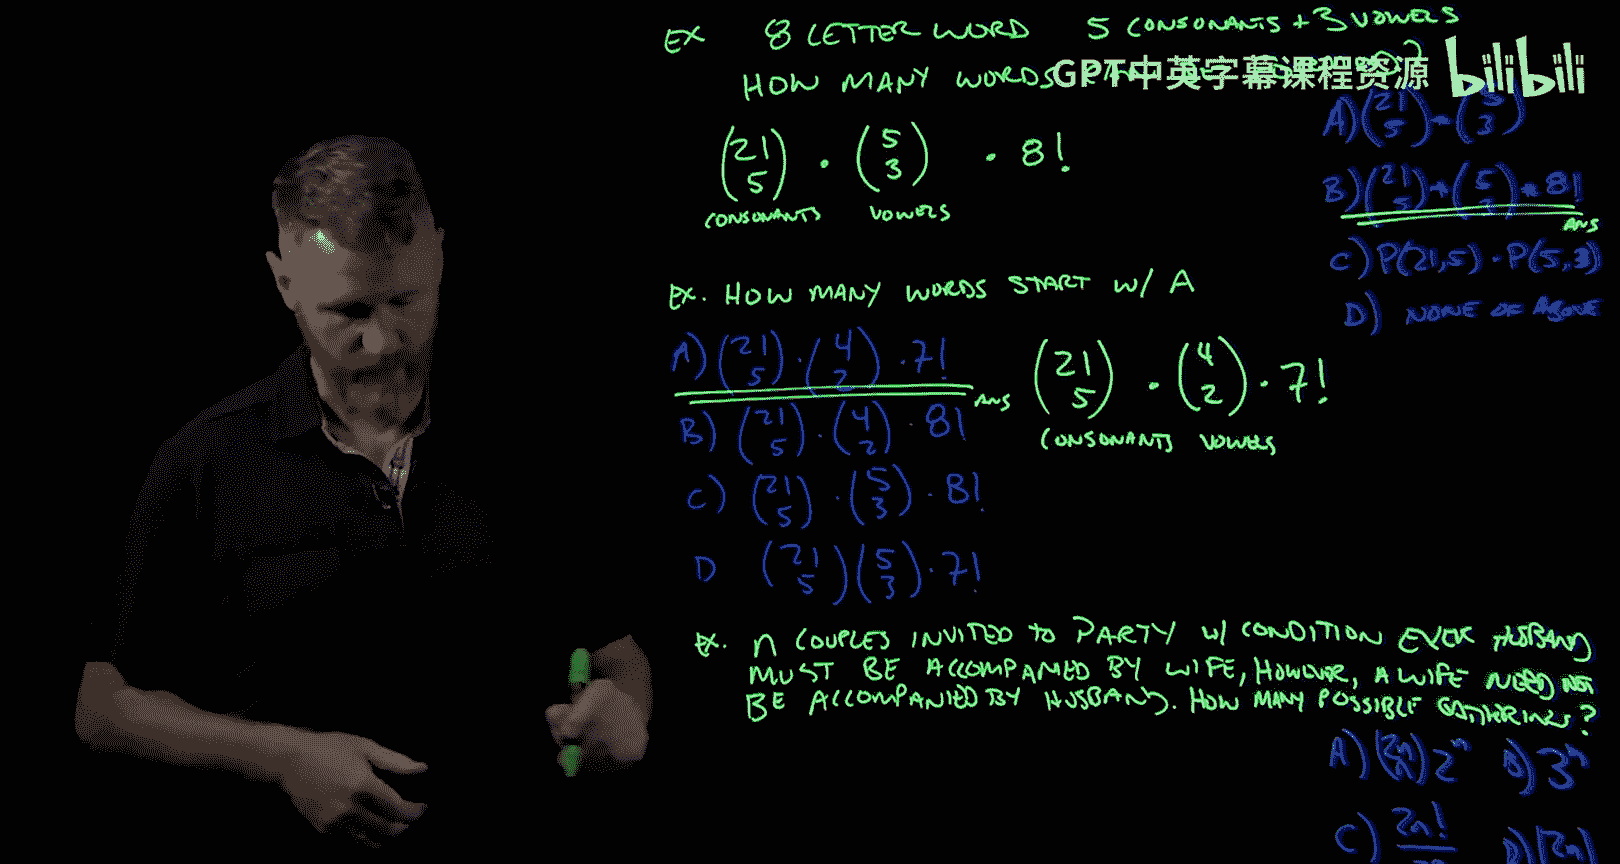 EX 8 LETTER WORD 5 CONSONANTS + 3 VOWELS
HOW MANY WORDS
GPT中英字幕课程资源 bilibili
(21 5) · (5 3) · 8!
CONSONANTS VOWELS
A) (21 5) · (5 3)
B) (21 5) · (5 3) · 8!
ANS
C) P(21,5) · P(5,3)
D) NONE OF ABOVE
EX. HOW MANY WORDS START W/ A
A) (21 5) · (4 2) · 7!
ANS
B) (21 5) · (4 2) · 8!
C) (21 5) · (5 3) · 8!
D (21 5)(5 3) · 7!
(21 5) · (4 2) · 7!
CONSONANTS VOWELS
EX. n COUPLES INVITED TO PARTY W/ CONDITION HUSBAND
MUST BE ACCOMPANIED BY WIFE, HOWEVER, A WIFE NEED NOT
BE ACCOMPANIED BY HUSBAND. HOW MANY POSSIBLE GATHERINGS?
A) (2n n) 2^n B) 3^n
C) 2n!